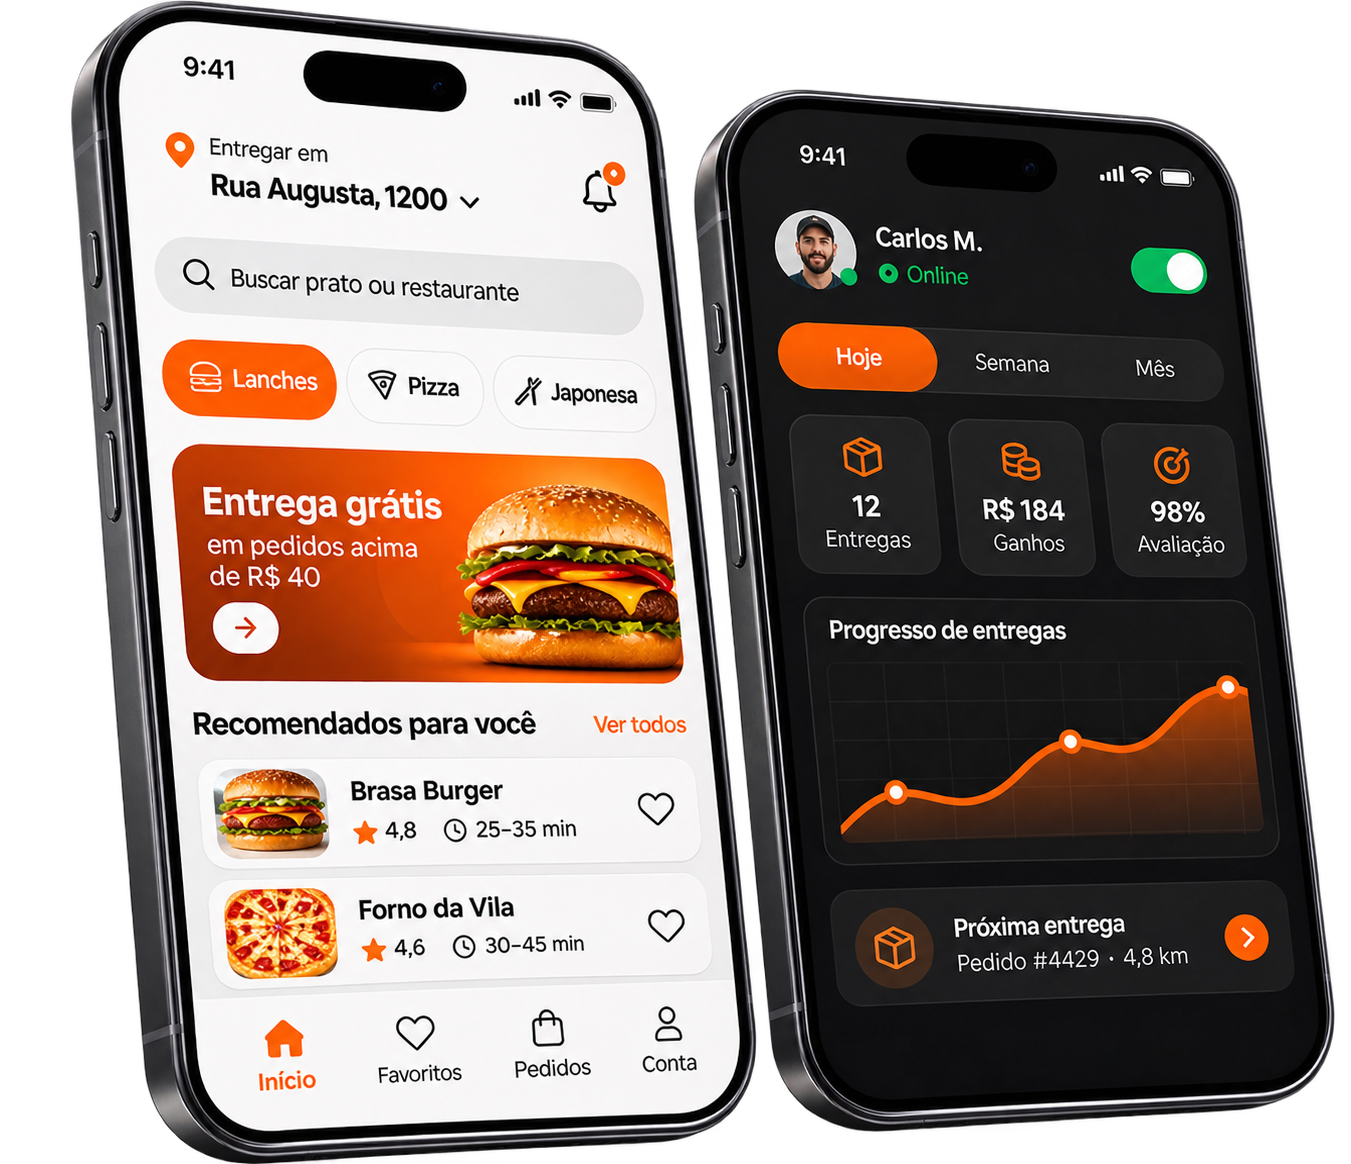 9:41
Entregar em
Rua Augusta, 1200
Buscar prato ou restaurante
Lanches
Pizza
Japonesa
Entrega grátis
em pedidos acima
de R$ 40
Recomendados para você
Ver todos
Brasa Burger
4,8
25–35 min
Forno da Vila
4,6
30–45 min
Início
Favoritos
Pedidos
Conta
9:41
Carlos M.
Online
Hoje
Semana
Mês
12
Entregas
R$ 184
Ganhos
98%
Avaliação
Progresso de entregas
Próxima entrega
Pedido #4429 • 4,8 km